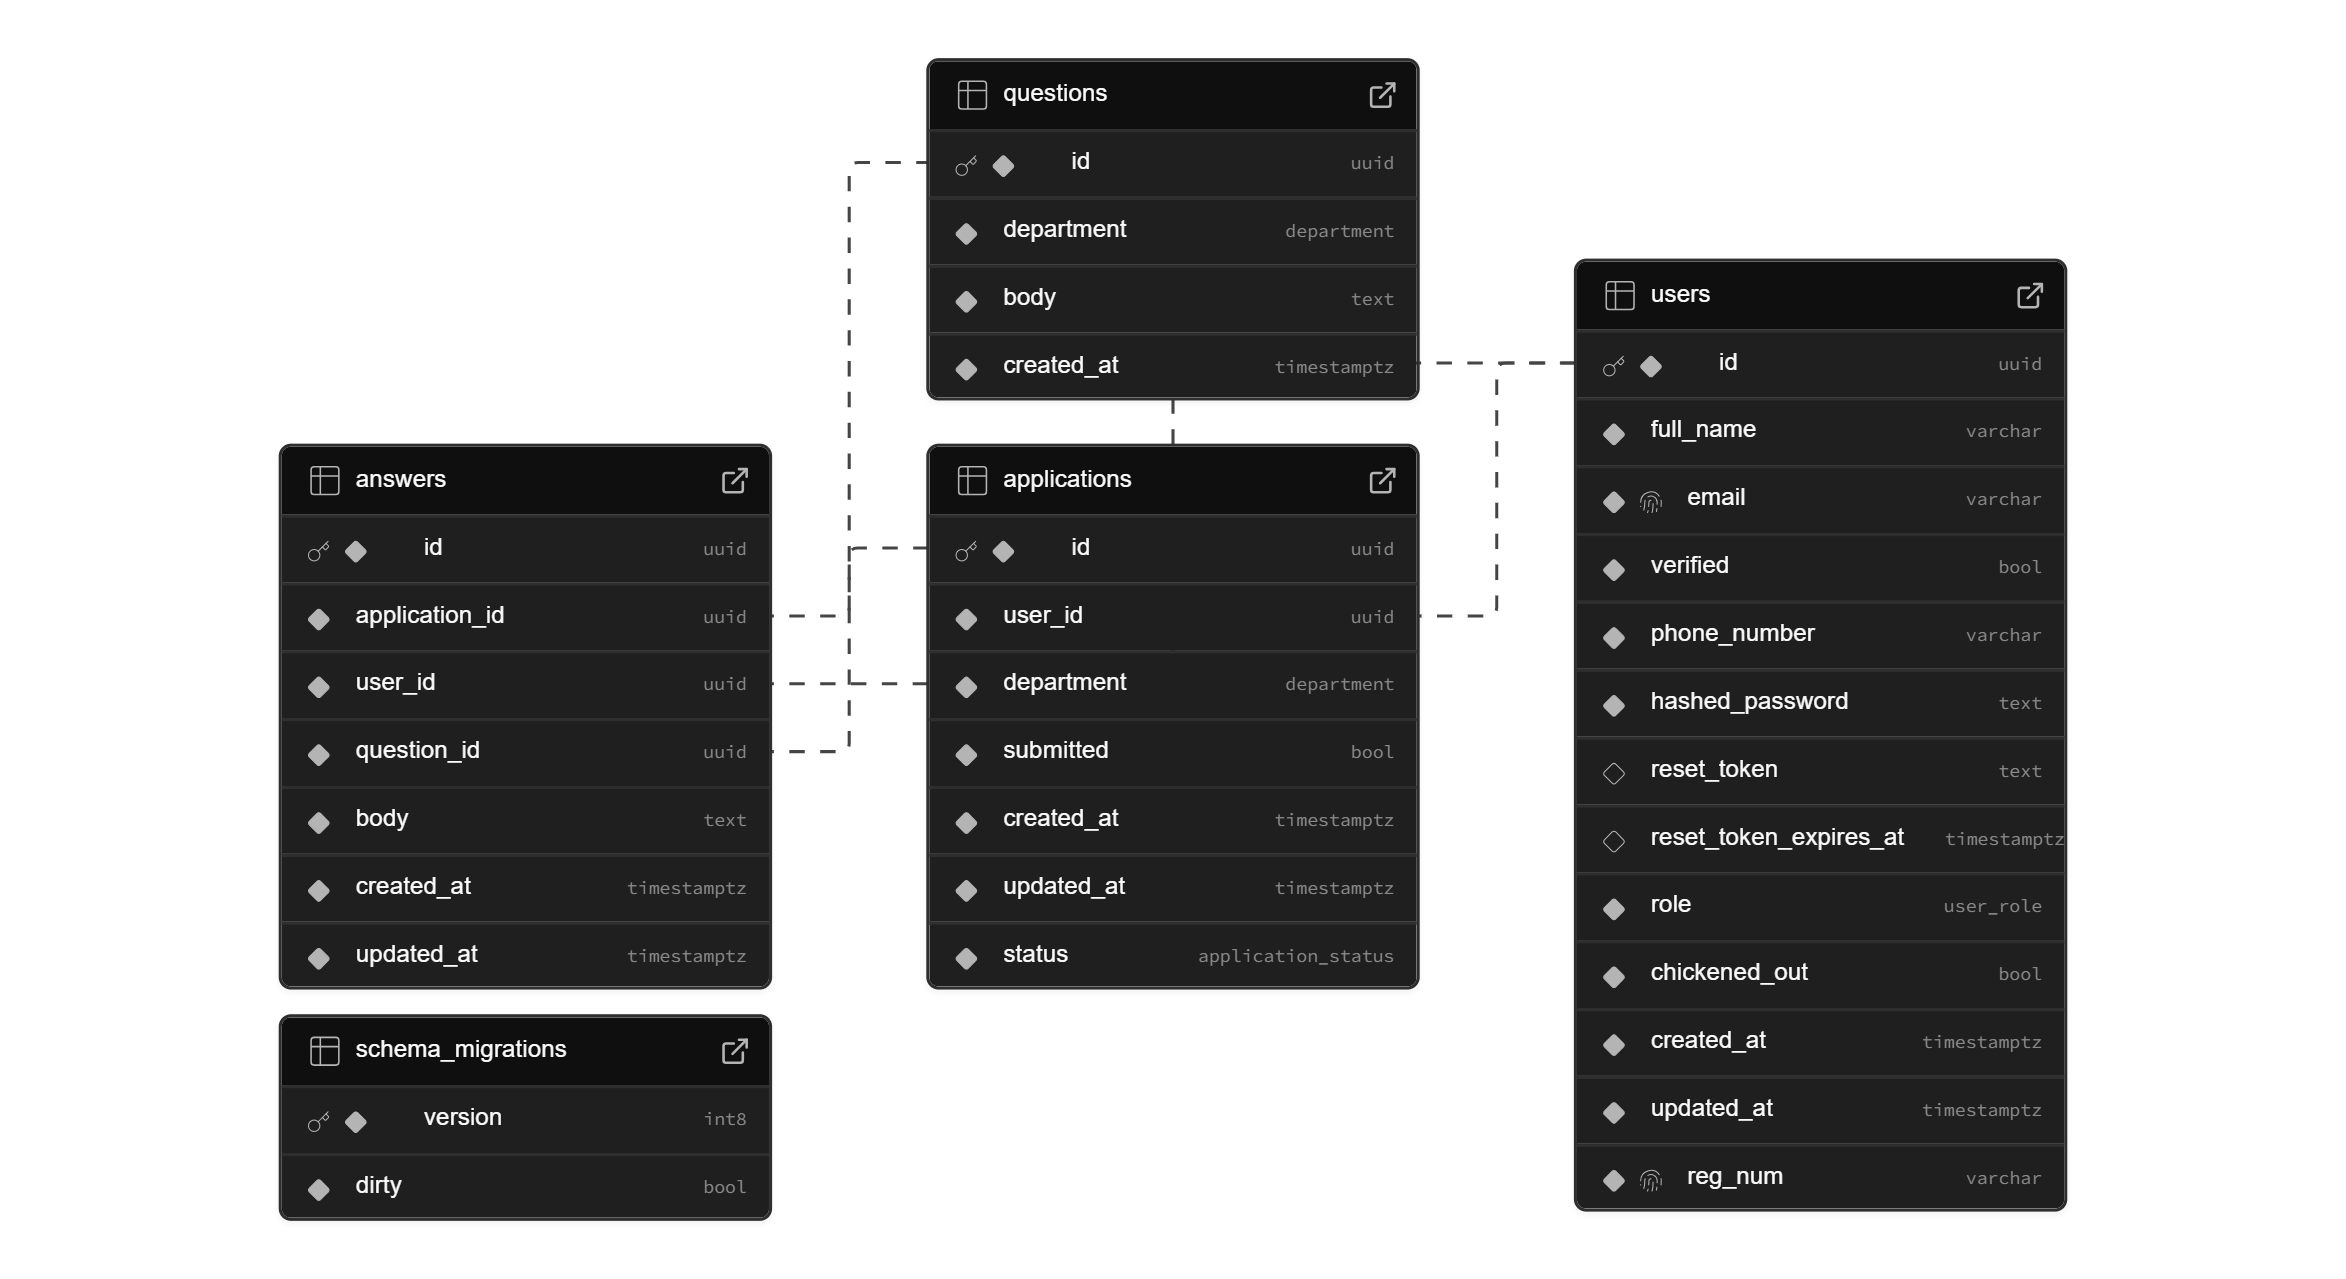 questions
id uuid
department department
body text
created_at timestamptz
users
id uuid
full_name varchar
email varchar
verified bool
phone_number varchar
hashed_password text
reset_token text
reset_token_expires_at timestamptz
role user_role
chickened_out bool
created_at timestamptz
updated_at timestamptz
reg_num varchar
answers
id uuid
application_id uuid
user_id uuid
question_id uuid
body text
created_at timestamptz
updated_at timestamptz
applications
id uuid
user_id uuid
department department
submitted bool
created_at timestamptz
updated_at timestamptz
status application_status
schema_migrations
version int8
dirty bool